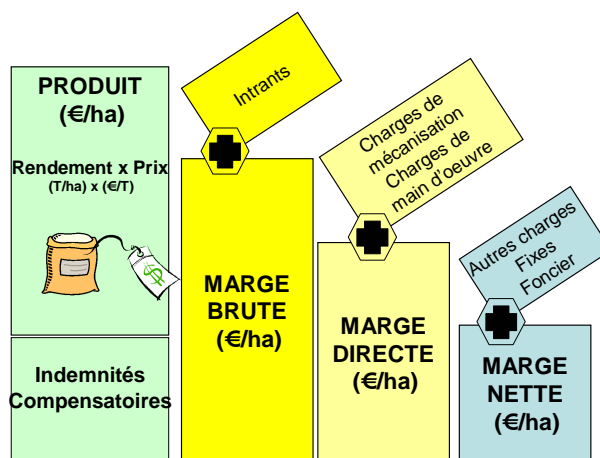 PRODUIT
(€/ha)
Rendement x Prix
(T/ha) x (€/T)
Indemnités
Compensatoires
Intrants
MARGE
BRUTE
(€/ha)
Charges de
mécanisation
Charges de
main d'oeuvre
MARGE
DIRECTE
(€/ha)
Autres charges
Fixes
Foncier
MARGE
NETTE
(€/ha)